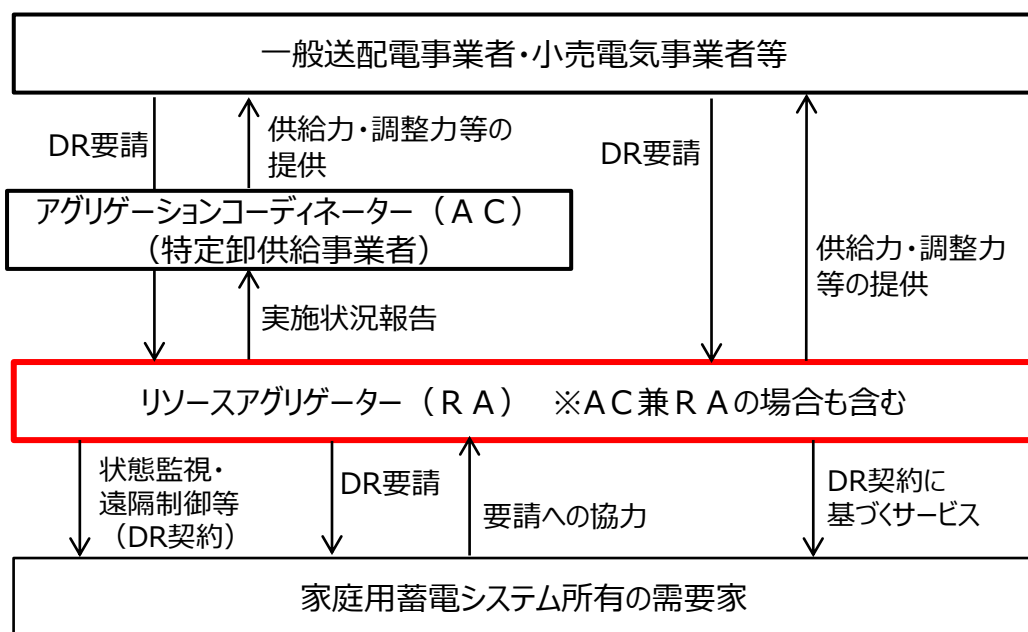 一般送配電事業者・小売電気事業者等
DR要請
供給力・調整力等の
提供
DR要請
アグリゲーションコーディネーター（ＡＣ）
（特定卸供給事業者）
供給力・調整力
等の提供
実施状況報告
リソースアグリゲーター（ＲＡ）　※ＡＣ兼ＲＡの場合も含む
状態監視・
遠隔制御等
（DR契約）
DR要請
要請への協力
DR契約に
基づくサービス
家庭用蓄電システム所有の需要家